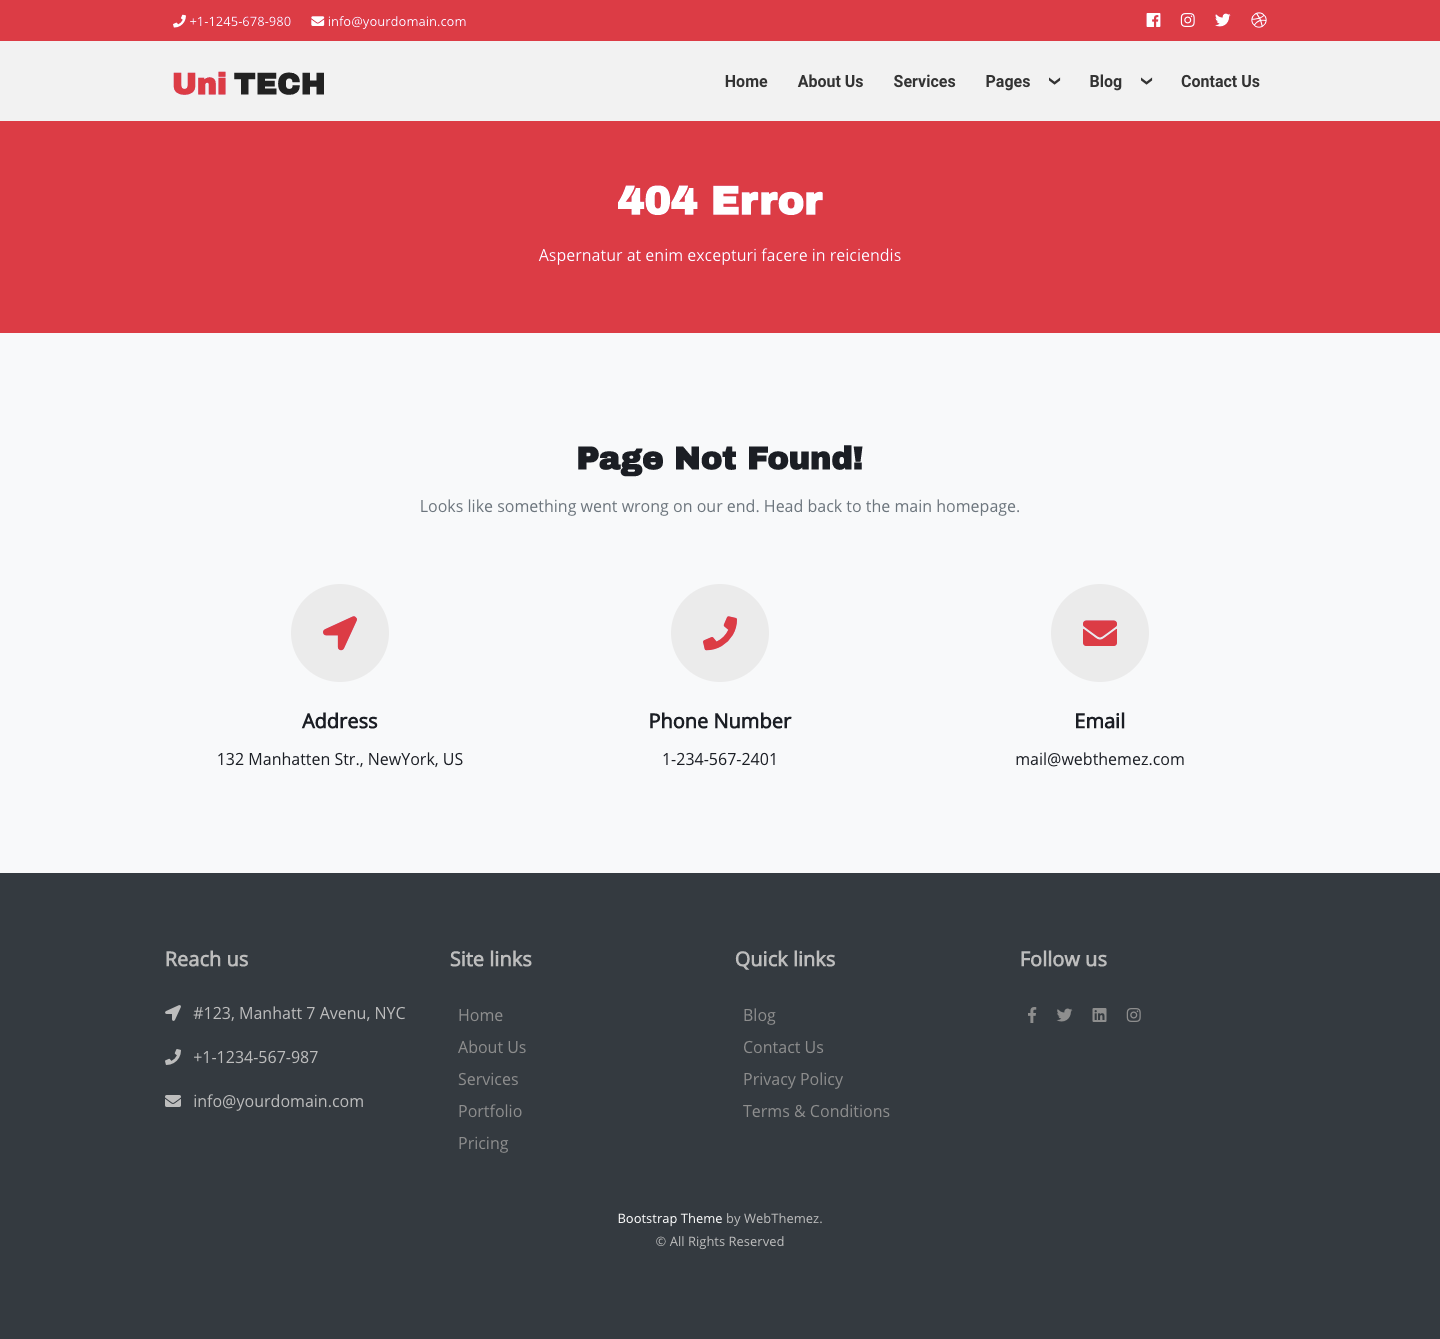 +1-1245-678-980 info@yourdomain.com
Uni TECH
Home About Us Services Pages Blog Contact Us
404 Error
Aspernatur at enim excepturi facere in reiciendis
Page Not Found!
Looks like something went wrong on our end. Head back to the main homepage.
Address
132 Manhatten Str., NewYork, US
Phone Number
1-234-567-2401
Email
mail@webthemez.com
Reach us
#123, Manhatt 7 Avenu, NYC
+1-1234-567-987
info@yourdomain.com
Site links
Home
About Us
Services
Portfolio
Pricing
Quick links
Blog
Contact Us
Privacy Policy
Terms & Conditions
Follow us
Bootstrap Theme by WebThemez.
© All Rights Reserved